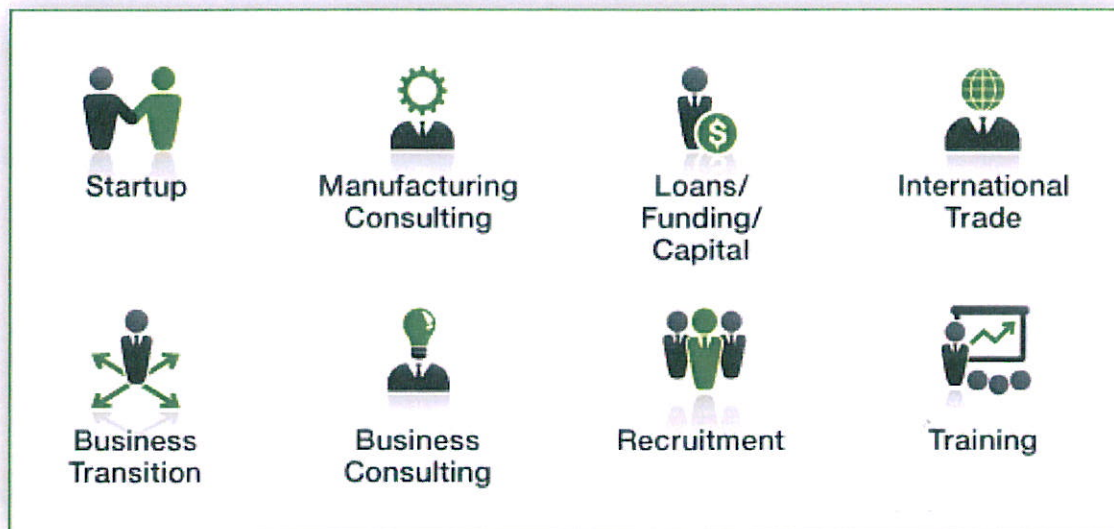 Startup
Manufacturing
Consulting
Loans/
Funding/
Capital
International
Trade
Business
Transition
Business
Consulting
Recruitment
Training